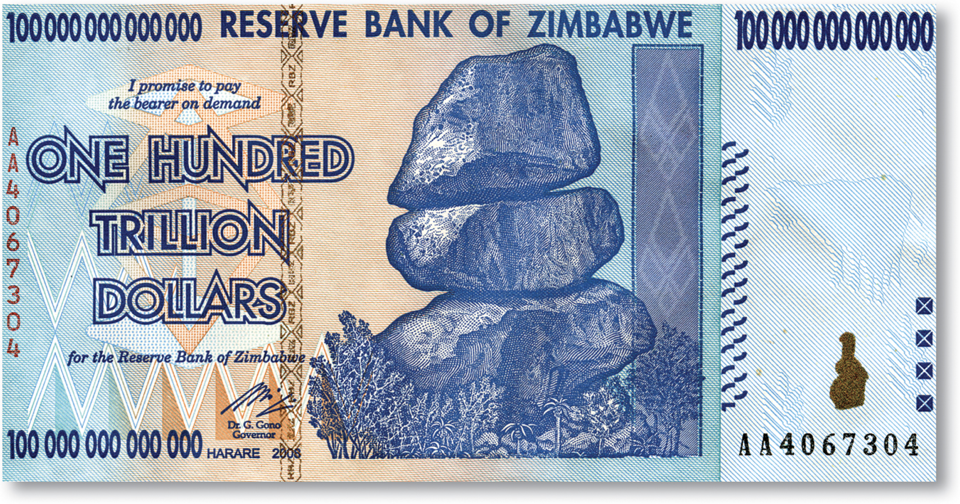 100 000 000 000 000 RESERVE BANK OF ZIMBABWE 100 000 000 000 000
I promise to pay
the bearer on demand
ONE HUNDRED
TRILLION
DOLLARS
for the Reserve Bank of Zimbabwe
Dr. G. Gono
Governor
100 000 000 000 000 HARARE 2008
AA4067304
AA4067304
RBZ